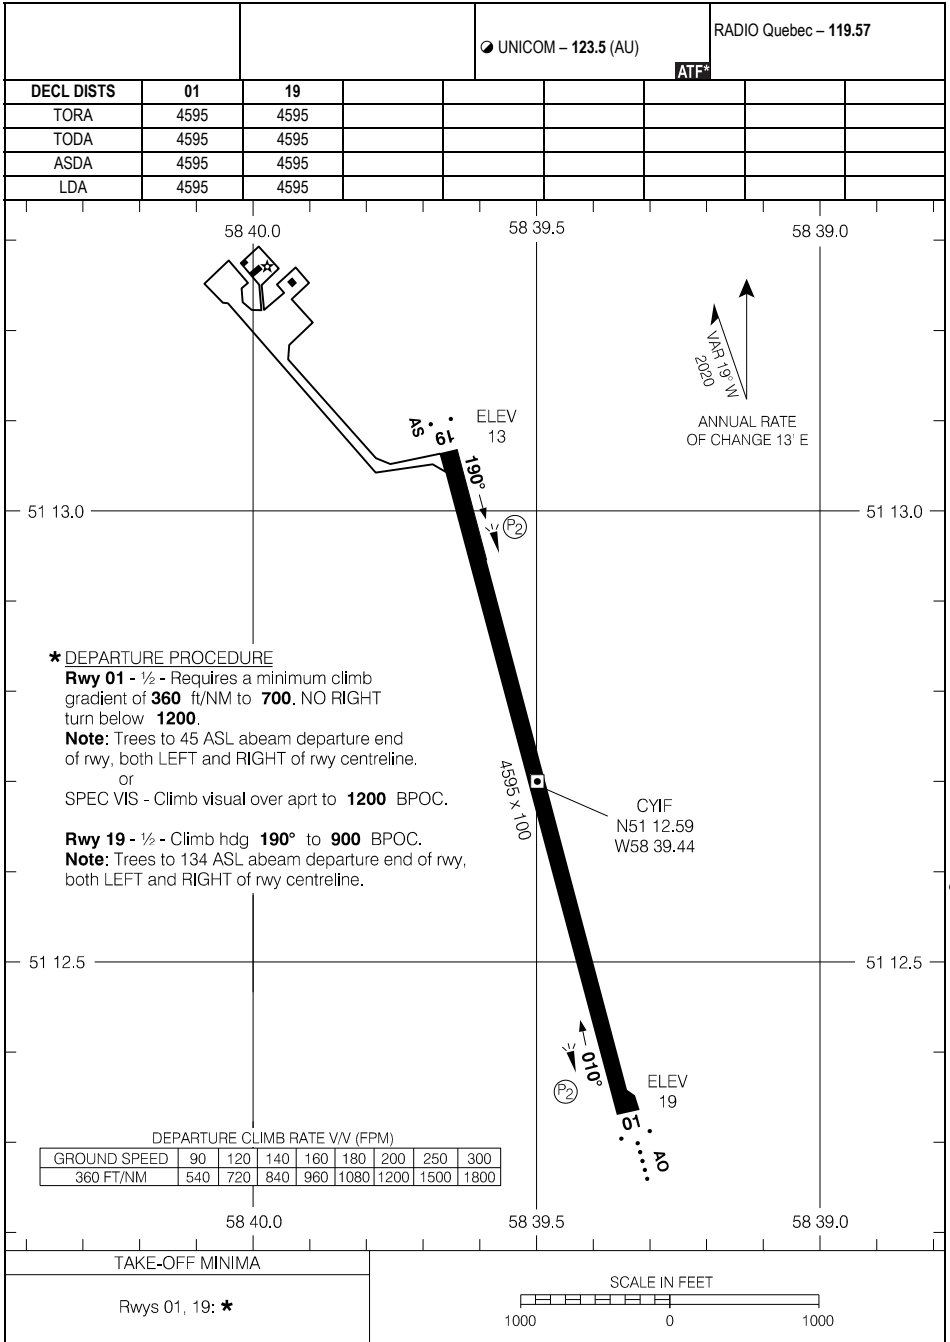 UNICOM – 123.5 (AU)
ATF*
RADIO Quebec – 119.57
DECL DISTS 01 19
TORA 4595 4595
TODA 4595 4595
ASDA 4595 4595
LDA 4595 4595
58 40.0 58 39.5 58 39.0
VAR 19° W
2020
ANNUAL RATE
OF CHANGE 13' E
AS
19
ELEV
13
190°
P2
51 13.0 51 13.0
* DEPARTURE PROCEDURE
Rwy 01 - ½ - Requires a minimum climb
gradient of 360 ft/NM to 700. NO RIGHT
turn below 1200.
Note: Trees to 45 ASL abeam departure end
of rwy, both LEFT and RIGHT of rwy centreline.
or
SPEC VIS - Climb visual over aprt to 1200 BPOC.
Rwy 19 - ½ - Climb hdg 190° to 900 BPOC.
Note: Trees to 134 ASL abeam departure end of rwy,
both LEFT and RIGHT of rwy centreline.
4595 x 100
CYIF
N51 12.59
W58 39.44
51 12.5 51 12.5
010°
P2
ELEV
19
01
AO
DEPARTURE CLIMB RATE V/V (FPM)
GROUND SPEED 90 120 140 160 180 200 250 300
360 FT/NM 540 720 840 960 1080 1200 1500 1800
58 40.0 58 39.5 58 39.0
TAKE-OFF MINIMA
Rwys 01, 19: *
SCALE IN FEET
1000 0 1000